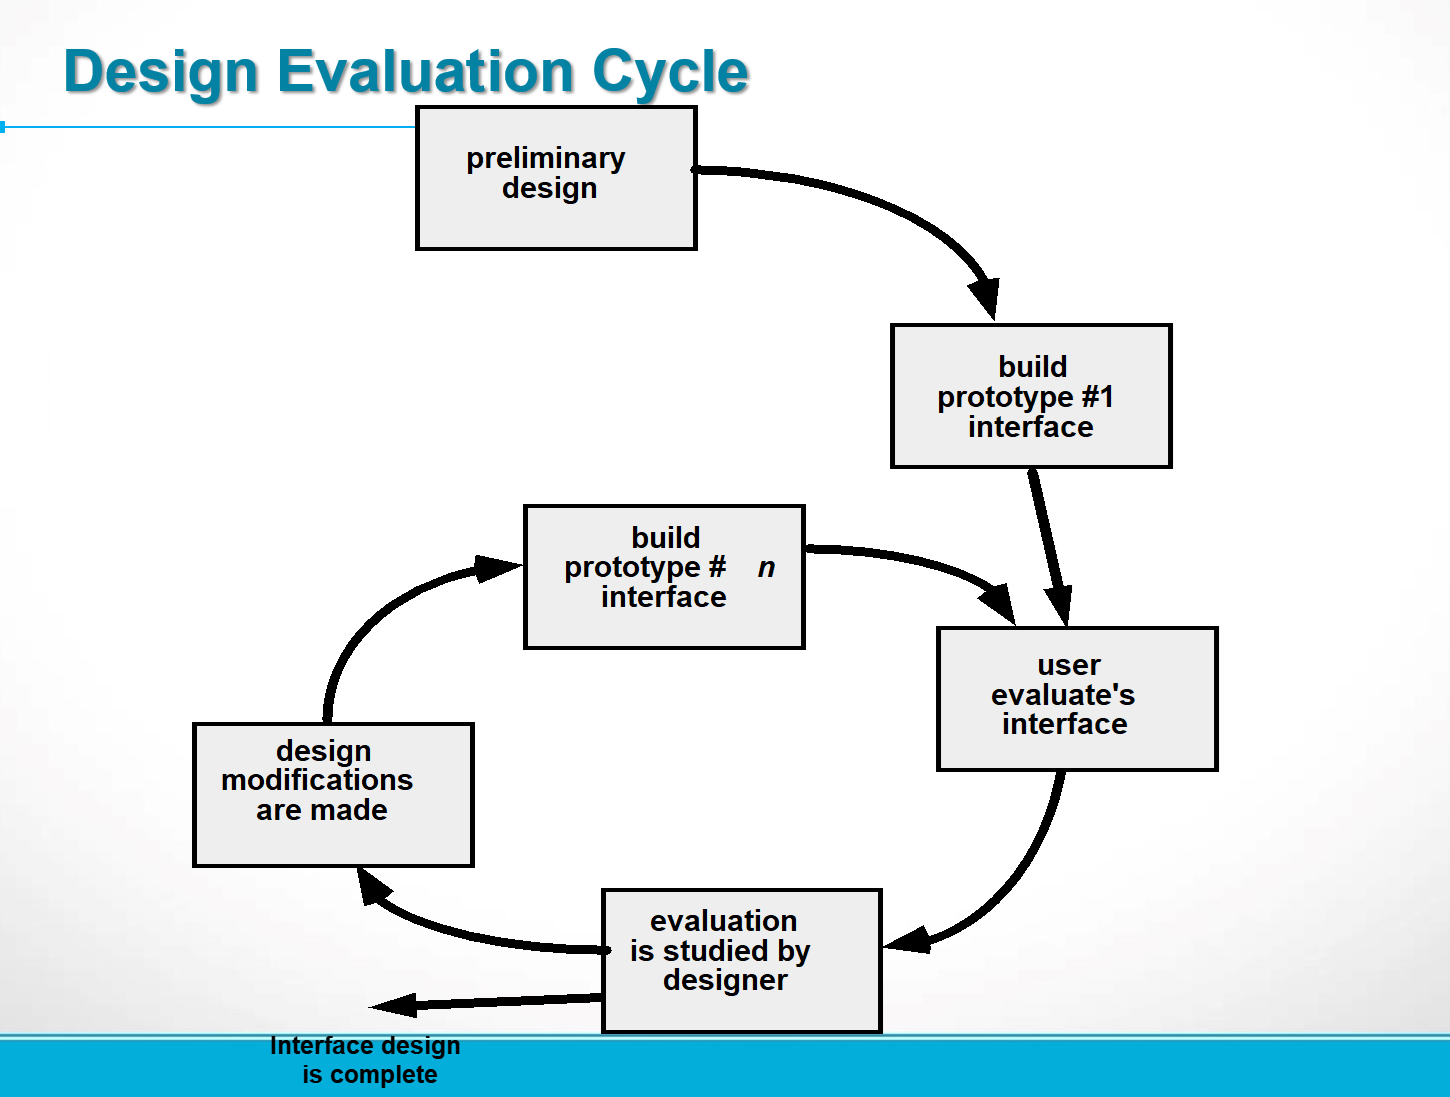 Design Evaluation Cycle
preliminary
design
build
prototype #1
interface
build
prototype # n
interface
user
evaluate's
interface
design
modifications
are made
evaluation
is studied by
designer
Interface design
is complete